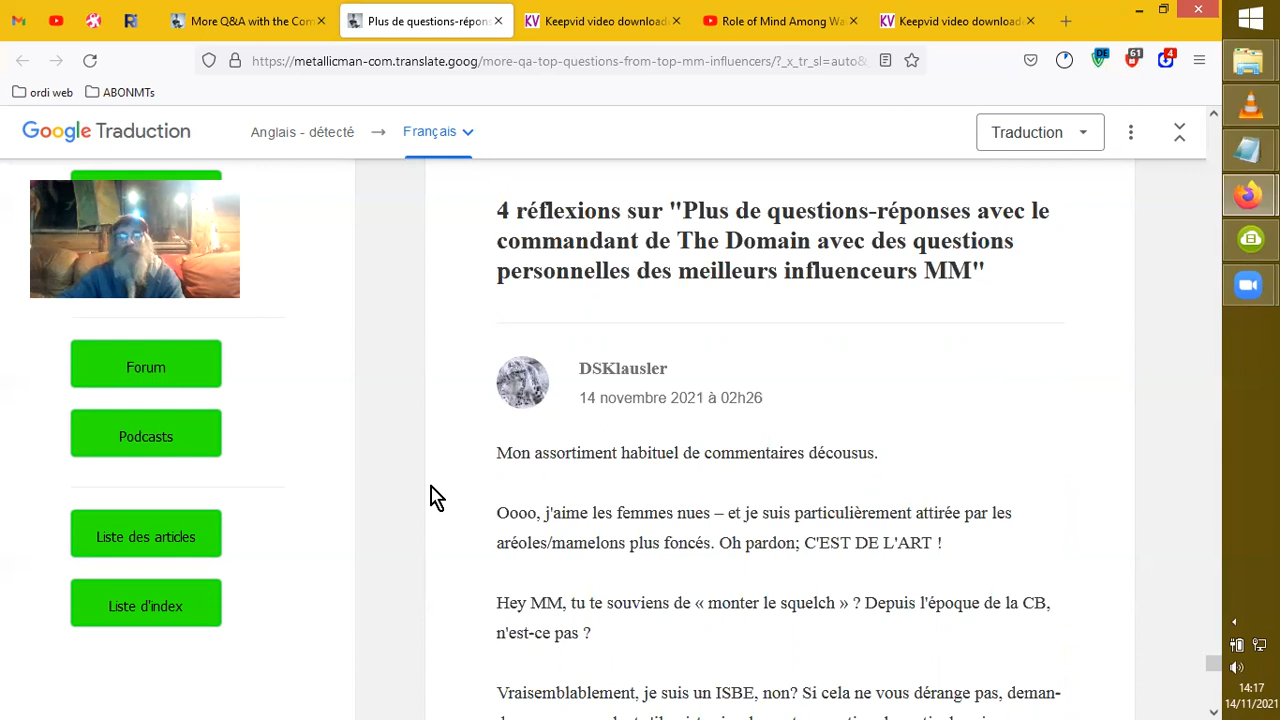 More Q&A with the Com
Plus de questions-répons
Keepvid video download
Role of Mind Among Wa
Keepvid video download
https://metallicman-com.translate.goog/more-qa-
-questions-from-
-mm-influencers/?_x_tr_sl=auto&
DE
61
4
ordi web
ABONMTs
Google Traduction
Anglais - détecté
Français
Traduction
Forum
Podcasts
Liste des articles
Liste d'index
4 réflexions sur "Plus de questions-réponses avec le
commandant de The Domain avec des questions
personnelles des meilleurs influenceurs MM"
DSKlausler
14 novembre 2021 à 02h26
Mon assortiment habituel de commentaires décousus.
Oooo, j'aime les femmes nues – et je suis particulièrement attirée par les
aréoles/mamelons plus foncés. Oh pardon; C'EST DE L'ART !
Hey MM, tu te souviens de « monter le squelch » ? Depuis l'époque de la CB,
n'est-ce pas ?
Vraisemblablement, je suis un ISBE, non? Si cela ne vous dérange pas, deman-
14:17
14/11/2021